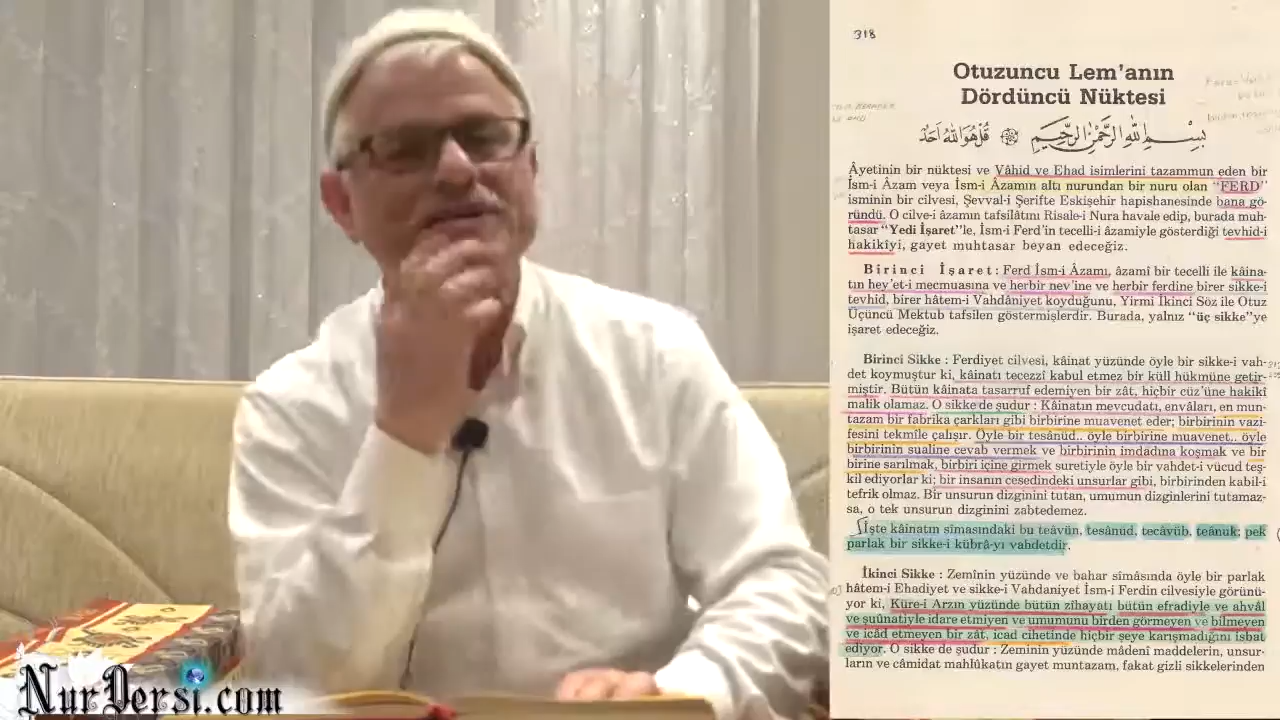 318
Otuzuncu Lem'anın
Dördüncü Nüktesi
بِسْمِ اللّٰهِ الرَّحْمٰنِ الرَّحِيمِ قُلْ هُوَ اللّٰهُ اَحَدٌ
Âyetinin bir nüktesi ve Vâhid ve Ehad isimlerini tazammun eden bir
İsm-i Âzam veya İsm-i Âzamın altı nurundan bir nuru olan "FERD"
isminin bir cilvesi, Şevval-i Şerifte Eskişehir hapishanesinde bana gö-
ründü. O cilve-i âzamın tafsilâtını Risale-i Nura havale edip, burada muh-
tasar "Yedi İşaret"le, İsm-i Ferd'in tecelli-i âzamiyle gösterdiği tevhid-i
hakikîyi, gayet muhtasar beyan edeceğiz.
Birinci İşaret: Ferd İsm-i Âzamı, âzamî bir tecelli ile kâina-
tın hey'et-i mecmuasına ve herbir nev'ine ve herbir ferdine birer sikke-i
tevhid, birer hâtem-i Vahdâniyet koyduğunu, Yirmi İkinci Söz ile Otuz
Üçüncü Mektub tafsilen göstermişlerdir. Burada, yalnız "üç sikke"ye
işaret edeceğiz.
Birinci Sikke : Ferdiyet cilvesi, kâinat yüzünde öyle bir sikke-i vah-
det koymuştur ki, kâinatı tecezzî kabul etmez bir küll hükmüne getir-
miştir. Bütün kâinata tasarruf edemiyen bir zât, hiçbir cüz'üne hakikî
malik olamaz. O sikke de şudur : Kâinatın mevcudatı, envâları, en mun-
tazam bir fabrika çarkları gibi birbirine muavenet eder; birbirinin vazi-
fesini tekmîle çalışır. Öyle bir tesânüd.. öyle birbirine muavenet.. öyle
birbirinin sualine cevab vermek ve birbirinin imdadına koşmak ve bir
birine sarılmak, birbiri içine girmek suretiyle öyle bir vahdet-i vücud teş-
kil ediyorlar ki; bir insanın cesedindeki unsurlar gibi, birbirinden kabil-i
tefrik olmaz. Bir unsurun dizginini tutan, umumun dizginlerini tutamaz-
sa, o tek unsurun dizginini zabtedemez.
İşte kâinatın sîmasındaki bu teâvün, tesânüd, tecâvüb, teânuk; pek
parlak bir sikke-i kübrâ-yı vahdetdir.
İkinci Sikke : Zemînin yüzünde ve bahar sîmâsında öyle bir parlak
hâtem-i Ehadiyet ve sikke-i Vahdaniyet İsm-i Ferdin cilvesiyle görünü-
yor ki, Küre-i Arzın yüzünde bütün zîhayatı bütün efradiyle ve ahvâl
ve şuûnatiyle idare etmiyen ve umumunu birden görmeyen ve bilmeyen
ve icâd etmeyen bir zât, icad cihetinde hiçbir şeye karışmadığını isbat
ediyor. O sikke de şudur : Zeminin yüzünde mâdenî maddelerin, unsur-
ların ve câmidat mahlûkatın gayet muntazam, fakat gizli sikkelerinden
NurDersi.com